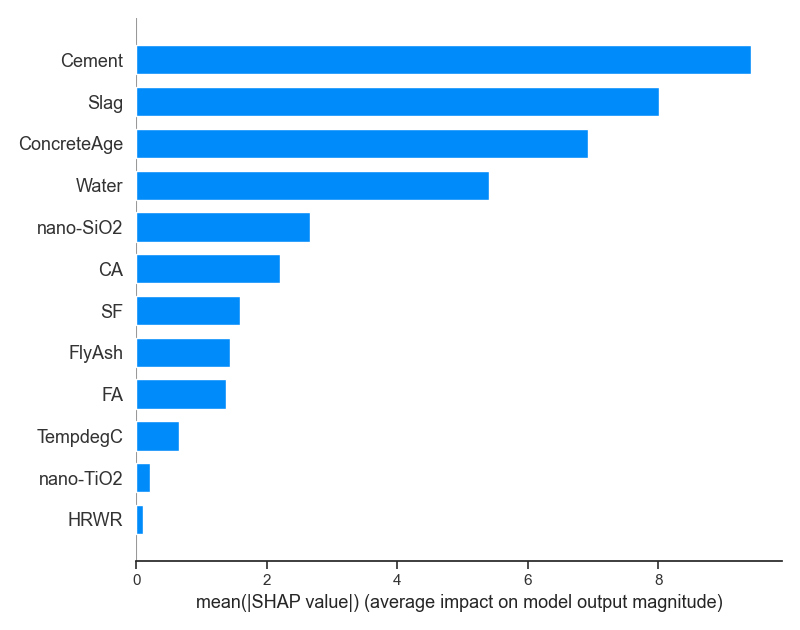 Cement
Slag
ConcreteAge
Water
nano-SiO2
CA
SF
FlyAsh
FA
TempdegC
nano-TiO2
HRWR
0 2 4 6 8
mean(|SHAP value|) (average impact on model output magnitude)